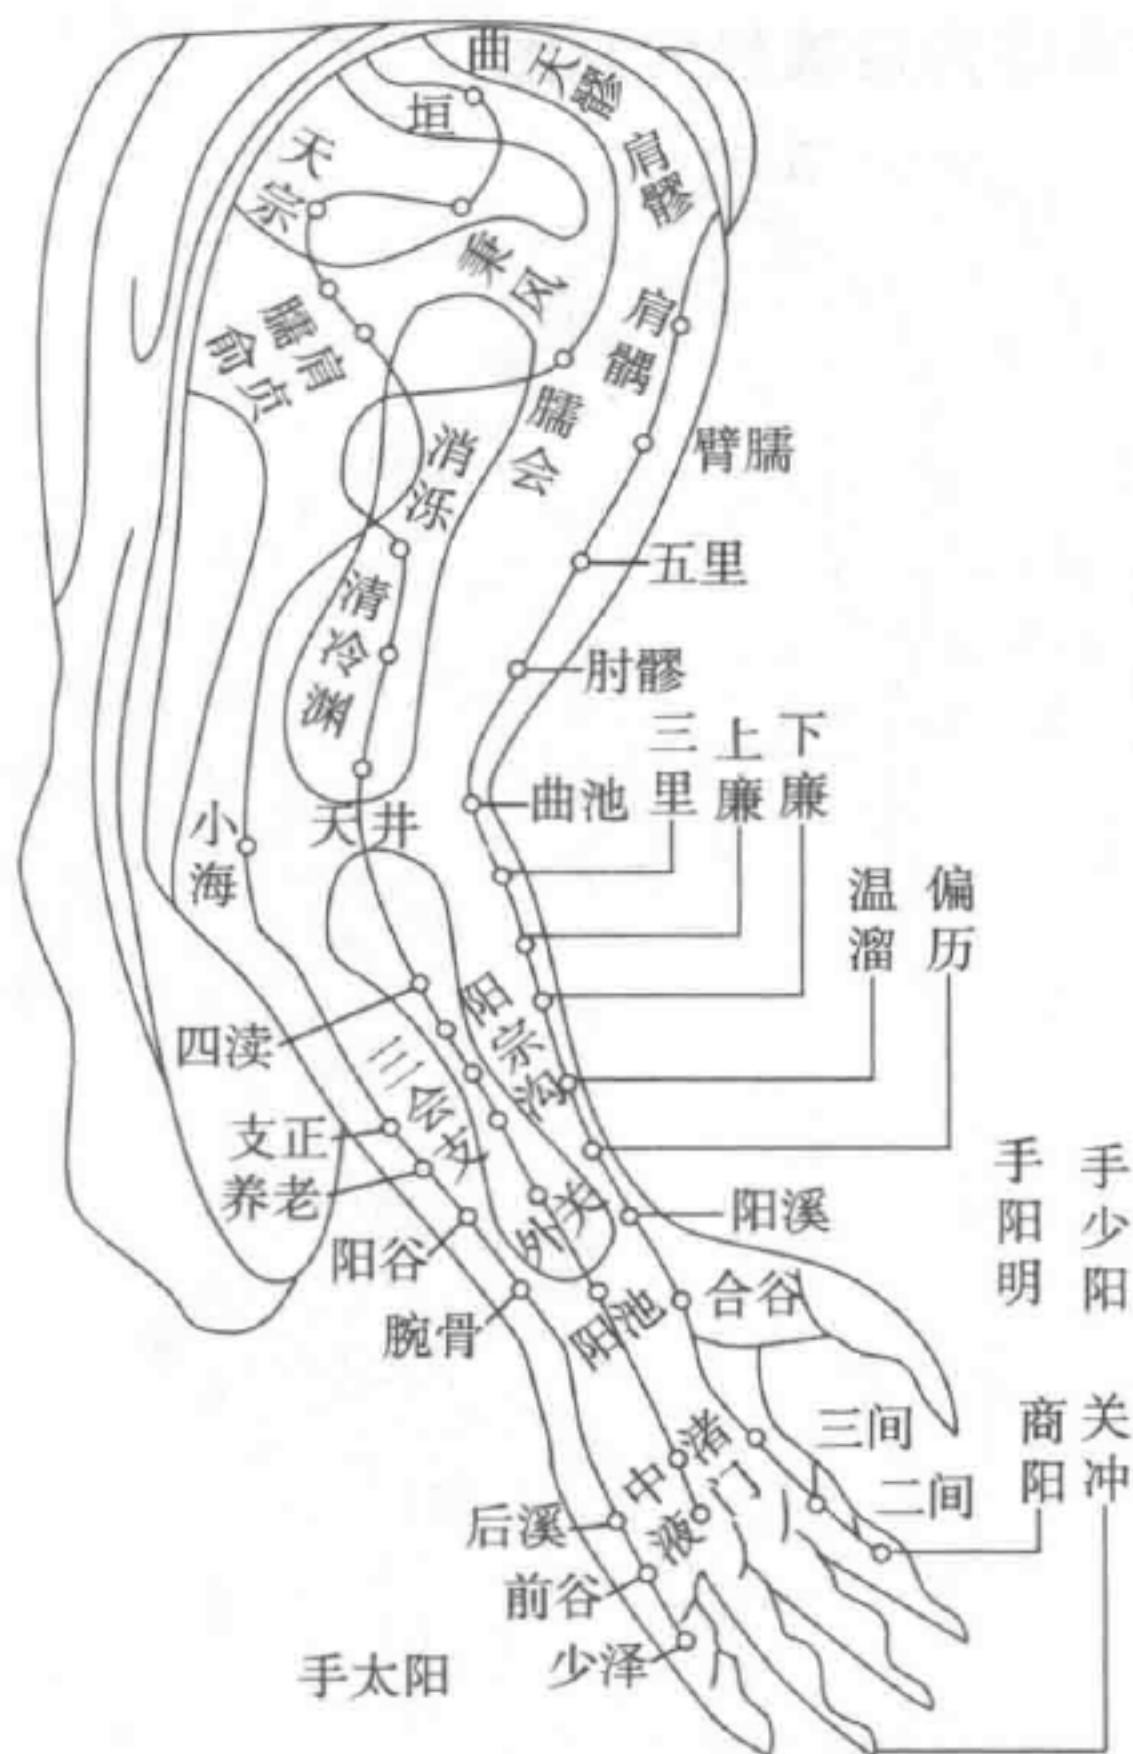 曲垣
天髎
肩髎
天宗
秉风
肩髃
臑俞
肩贞
臑会
臂臑
消泺
五里
清冷渊
肘髎
三里
上廉
下廉
曲池
小海
天井
温溜
偏历
四渎
阳
宗
沟
三
会
支
支正
养老
外关
阳溪
手阳明
手少阳
阳谷
合谷
腕骨
阳池
三间
商阳
关冲
中渚
二间
后溪
液门
前谷
少泽
手太阳